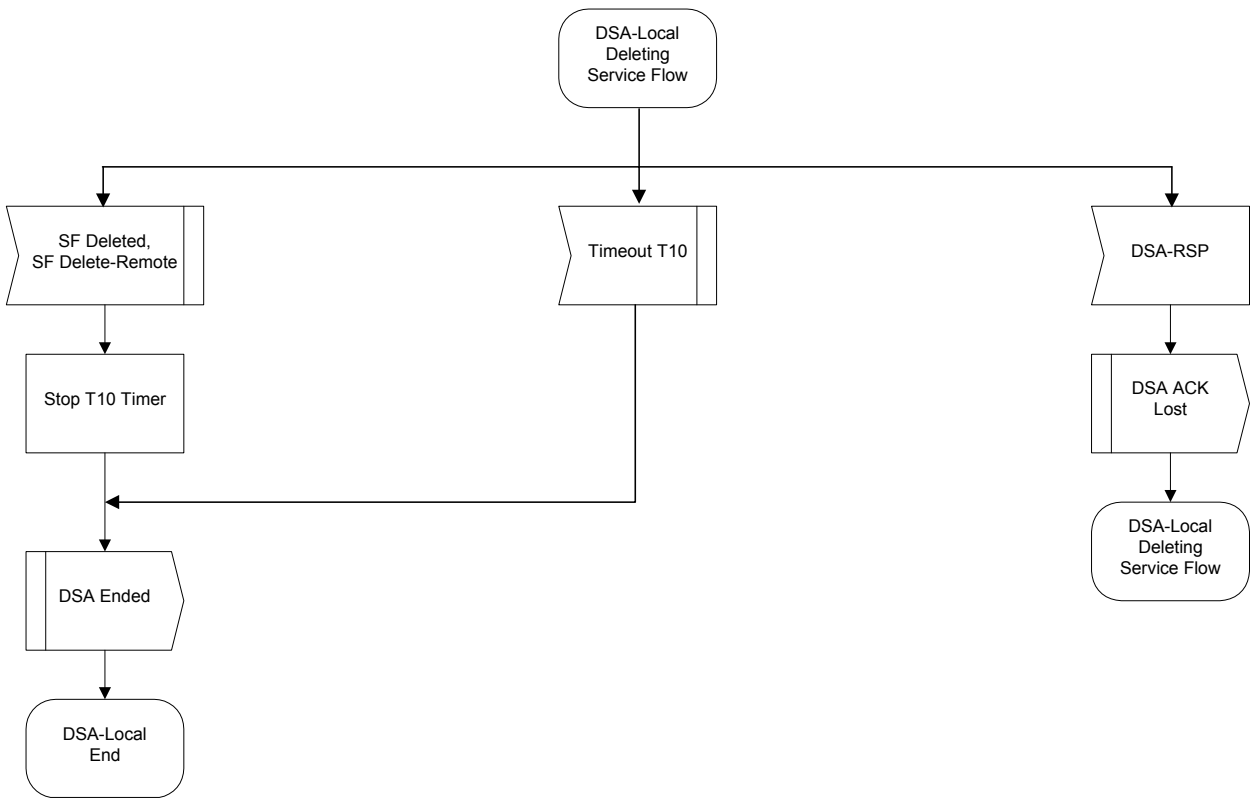 DSA-Local
Deleting
Service Flow
SF Deleted,
SF Delete-Remote
Timeout T10
DSA-RSP
Stop T10 Timer
DSA ACK
Lost
DSA-Local
Deleting
Service Flow
DSA Ended
DSA-Local
End